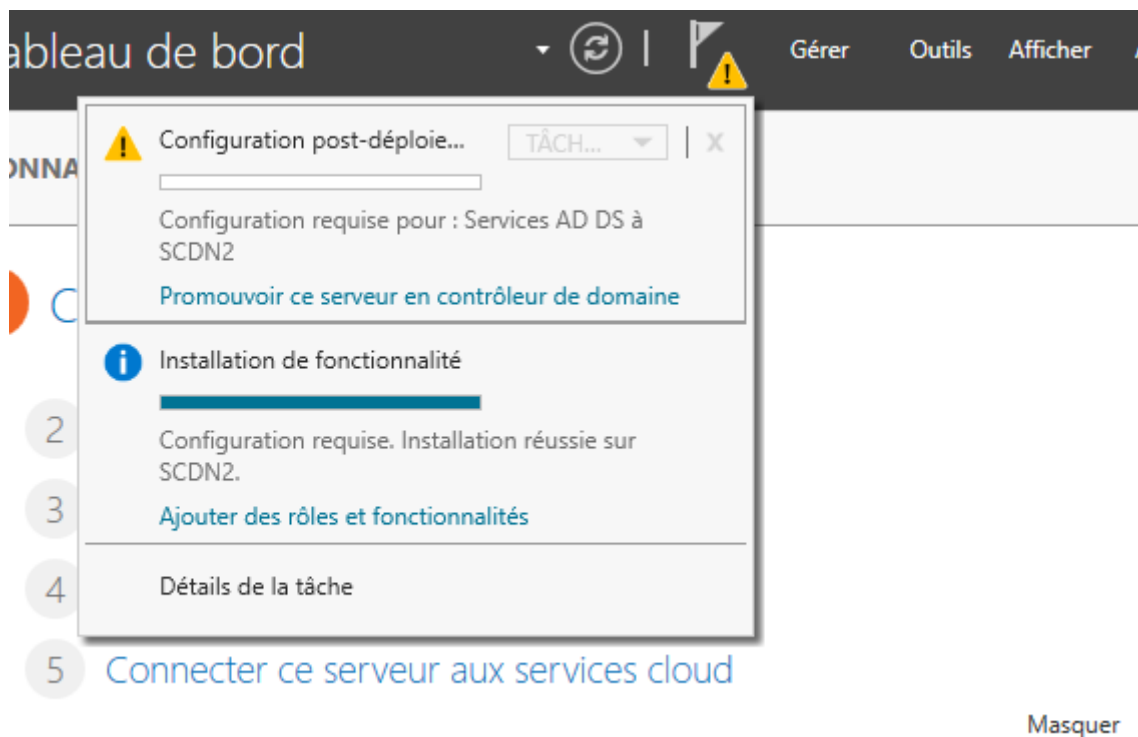 ableau de bord
Gérer Outils Afficher
Configuration post-déploie... TÂCH... X
ONNA
Configuration requise pour : Services AD DS à
SCDN2
Promouvoir ce serveur en contrôleur de domaine
C
Installation de fonctionnalité
2
Configuration requise. Installation réussie sur
SCDN2.
3
Ajouter des rôles et fonctionnalités
4
Détails de la tâche
5 Connecter ce serveur aux services cloud
Masquer